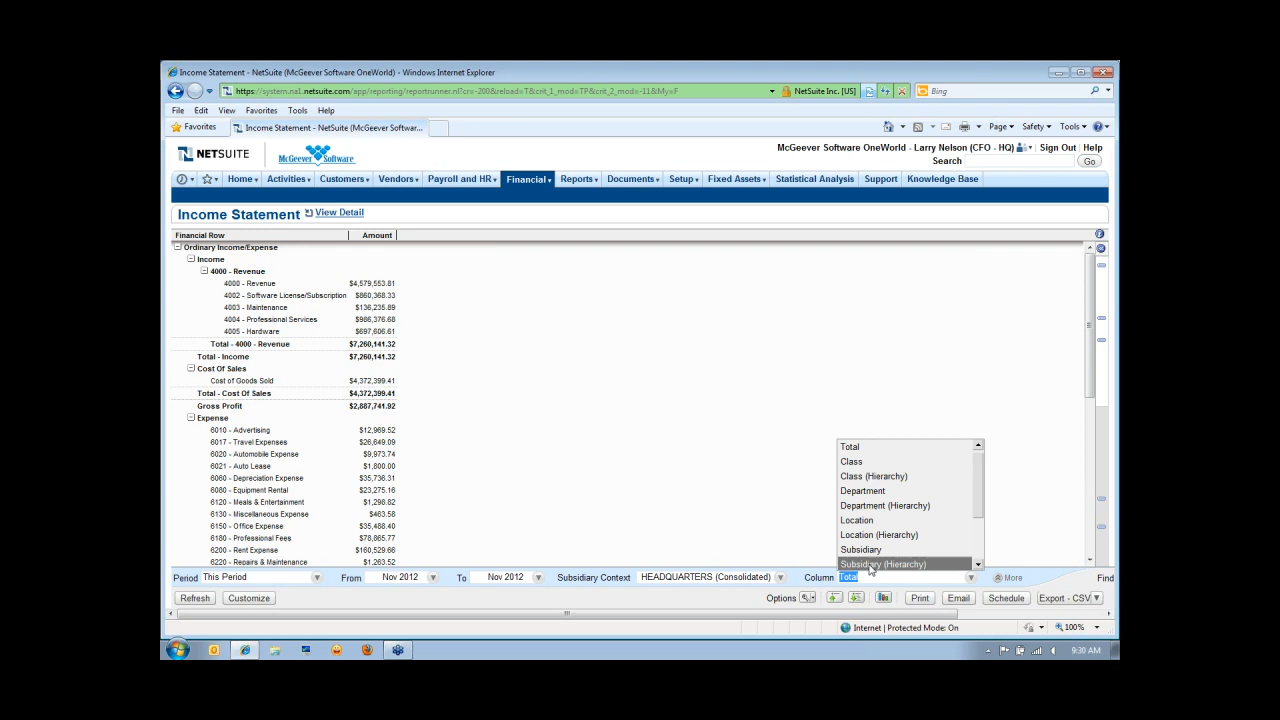 Income Statement - NetSuite (McGeever Software OneWorld) - Windows Internet Explorer
https://system.na1.netsuite.com/app/reporting/reportrunner.nl?cr=-200&reload=T&crit_1_mod=TP&crit_2_mod=-11&My=F NetSuite Inc. [US] Bing
File Edit View Favorites Tools Help
Favorites Income Statement - NetSuite (McGeever Softwar... Page Safety Tools
NETSUITE McGeever Software McGeever Software OneWorld - Larry Nelson (CFO - HQ) Sign Out Help
Search Go
Home Activities Customers Vendors Payroll and HR Financial Reports Documents Setup Fixed Assets Statistical Analysis Support Knowledge Base
Income Statement View Detail
Financial Row Amount
Ordinary Income/Expense
Income
4000 - Revenue
4000 - Revenue $4,579,553.81
4002 - Software License/Subscription $860,368.33
4003 - Maintenance $136,235.89
4004 - Professional Services $986,376.68
4005 - Hardware $697,606.61
Total - 4000 - Revenue $7,260,141.32
Total - Income $7,260,141.32
Cost Of Sales
Cost of Goods Sold $4,372,399.41
Total - Cost Of Sales $4,372,399.41
Gross Profit $2,887,741.92
Expense
6010 - Advertising $12,969.52
6017 - Travel Expenses $26,649.09
6020 - Automobile Expense $9,973.74
6021 - Auto Lease $1,800.00
6060 - Depreciation Expense $35,736.31
6080 - Equipment Rental $23,275.16
6120 - Meals & Entertainment $1,298.82
6130 - Miscellaneous Expense $463.58
6150 - Office Expense $35,488.40
6180 - Professional Fees $78,865.77
6200 - Rent Expense $160,529.66
6220 - Repairs & Maintenance $1,263.52
Total
Class
Class (Hierarchy)
Department
Department (Hierarchy)
Location
Location (Hierarchy)
Subsidiary
Subsidiary (Hierarchy)
Period This Period From Nov 2012 To Nov 2012 Subsidiary Context HEADQUARTERS (Consolidated) Column Total More Find
Refresh Customize Options Print Email Schedule Export - CSV
Internet | Protected Mode: On 100%
9:30 AM